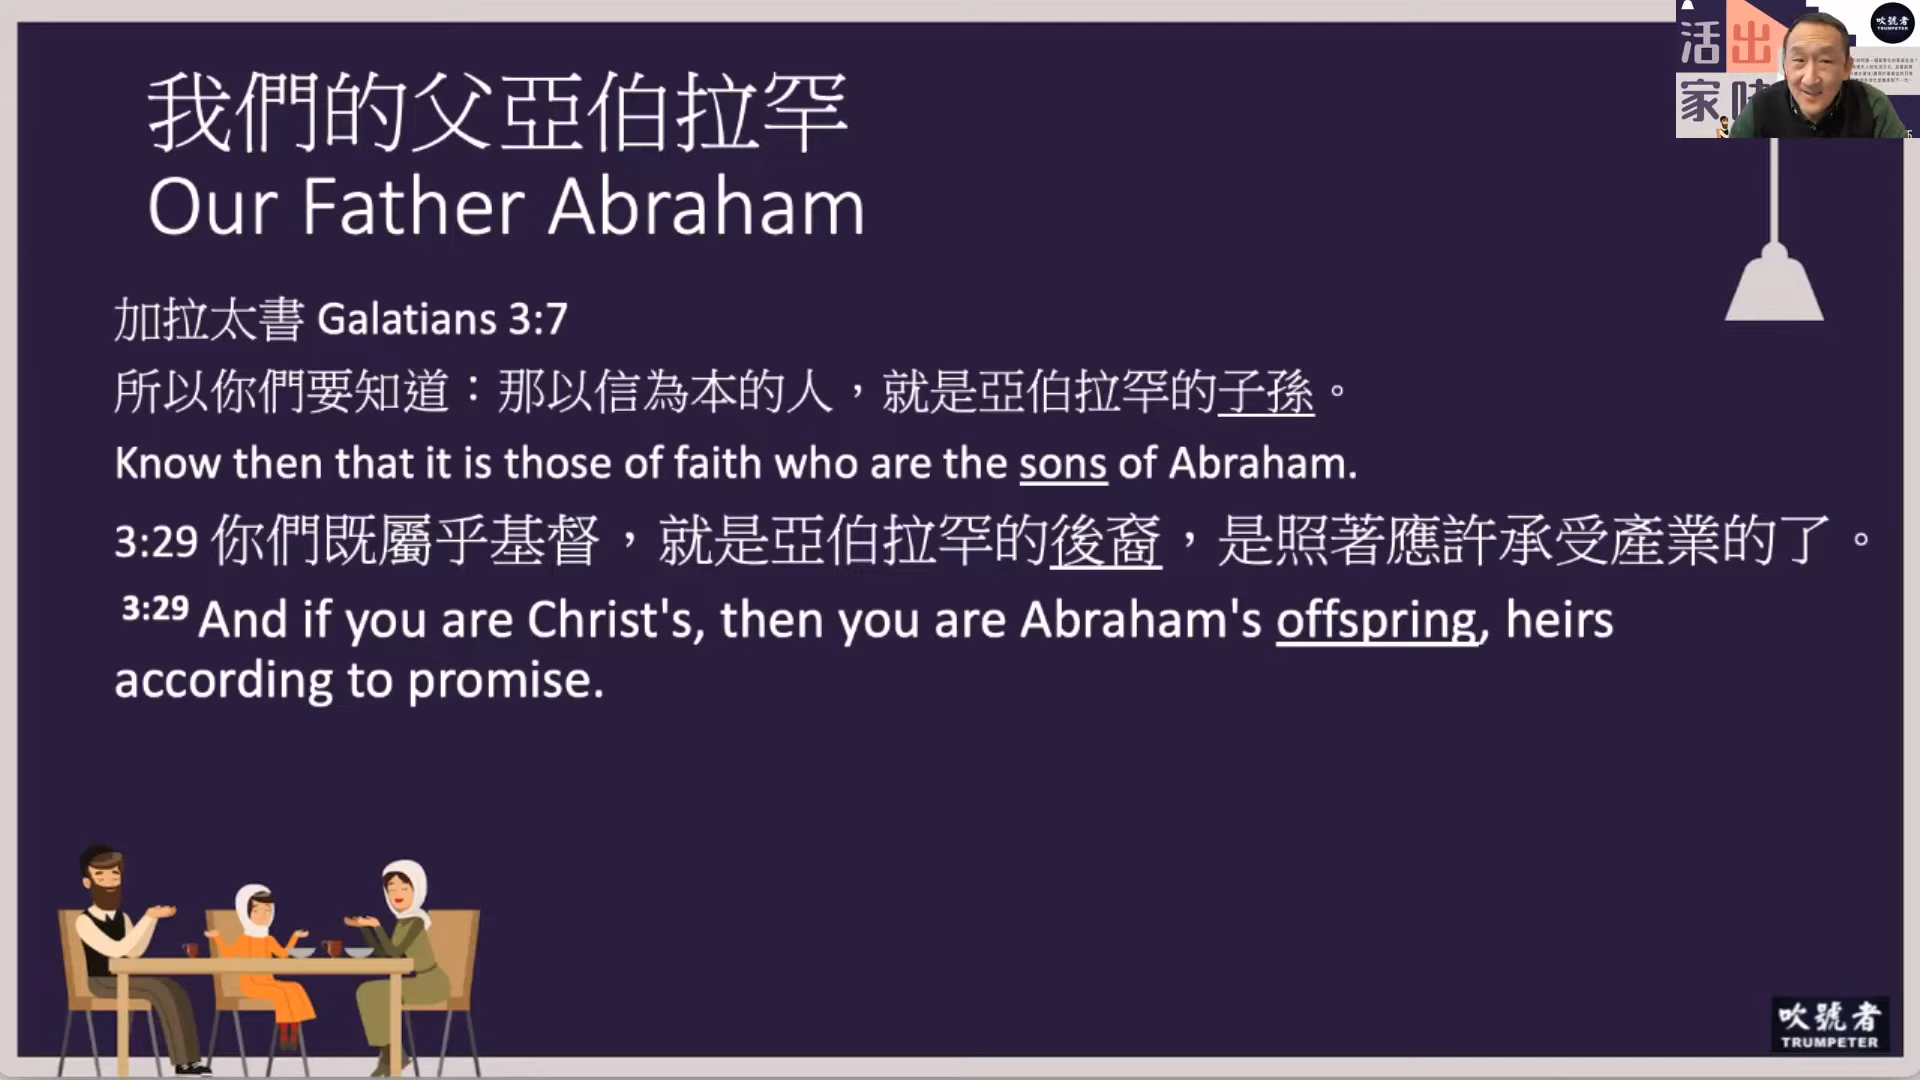 我們的父亞伯拉罕
Our Father Abraham
加拉太書 Galatians 3:7
所以你們要知道：那以信為本的人，就是亞伯拉罕的子孫。
Know then that it is those of faith who are the sons of Abraham.
3:29 你們既屬乎基督，就是亞伯拉罕的後裔，是照著應許承受產業的了。
3:29 And if you are Christ's, then you are Abraham's offspring, heirs
according to promise.
活出
家
吹號者
TRUMPETER
吹號者
TRUMPETER